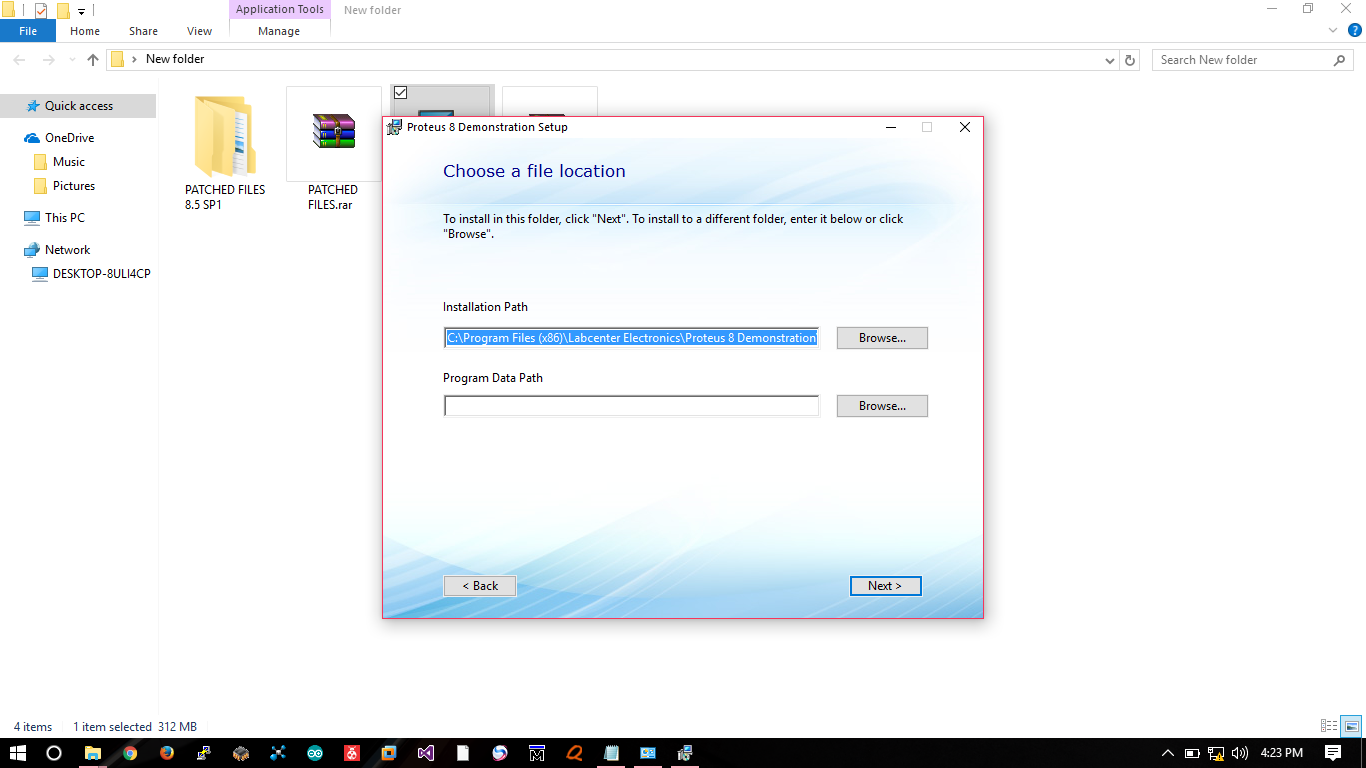 Application Tools
New folder
File
Home
Share
View
Manage
New folder
Search New folder
Quick access
OneDrive
Music
Pictures
This PC
Network
DESKTOP-8ULI4CP
PATCHED FILES
8.5 SP1
PATCHED
FILES.rar
Proteus 8 Demonstration Setup
Choose a file location
To install in this folder, click "Next". To install to a different folder, enter it below or click
"Browse".
Installation Path
C:\Program Files (x86)\Labcenter Electronics\Proteus 8 Demonstration
Browse...
Program Data Path
Browse...
< Back
Next >
4 items
1 item selected 312 MB
4:23 PM